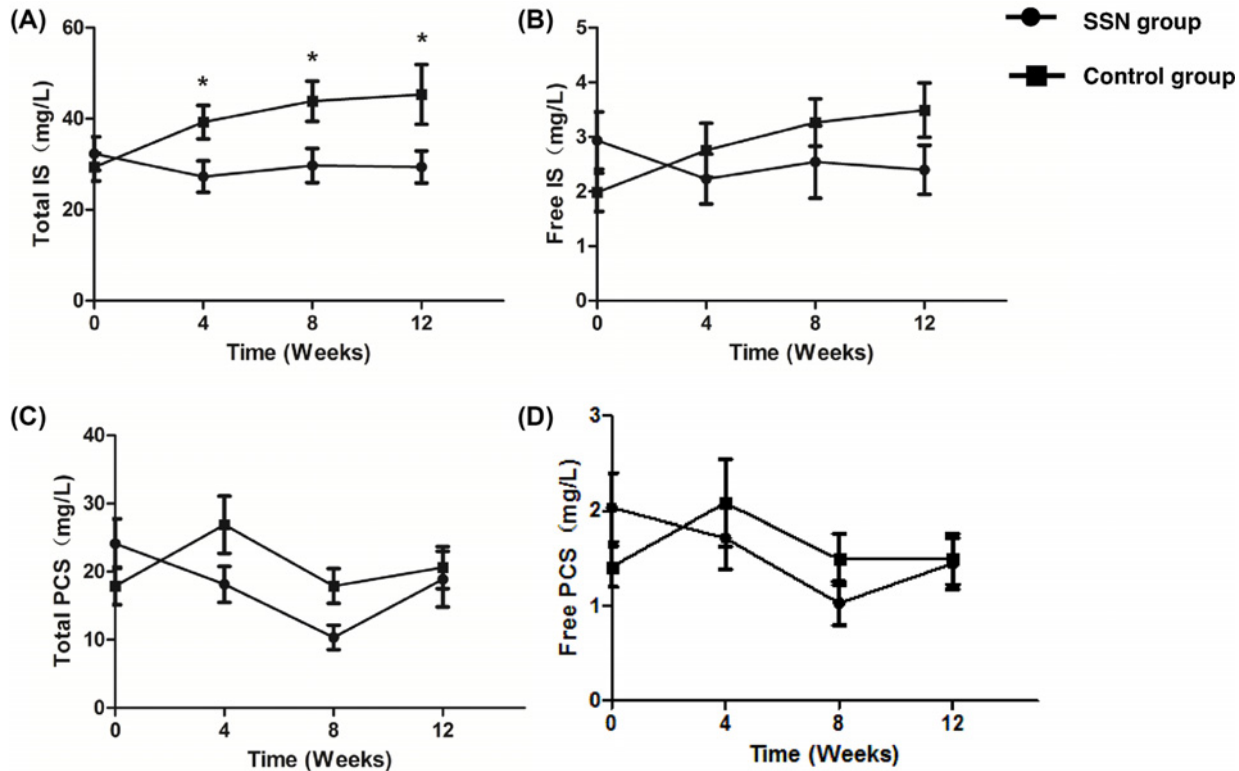 (A)
60
40
20
0
Total IS (mg/L)
* * *
0 4 8 12
Time (Weeks)
(B)
5
4
3
2
1
0
Free IS (mg/L)
0 4 8 12
Time (Weeks)
SSN group
Control group
(C)
40
30
20
10
0
Total PCS (mg/L)
0 4 8 12
Time (Weeks)
(D)
3
2
1
0
Free PCS (mg/L)
0 4 8 12
Time (Weeks)